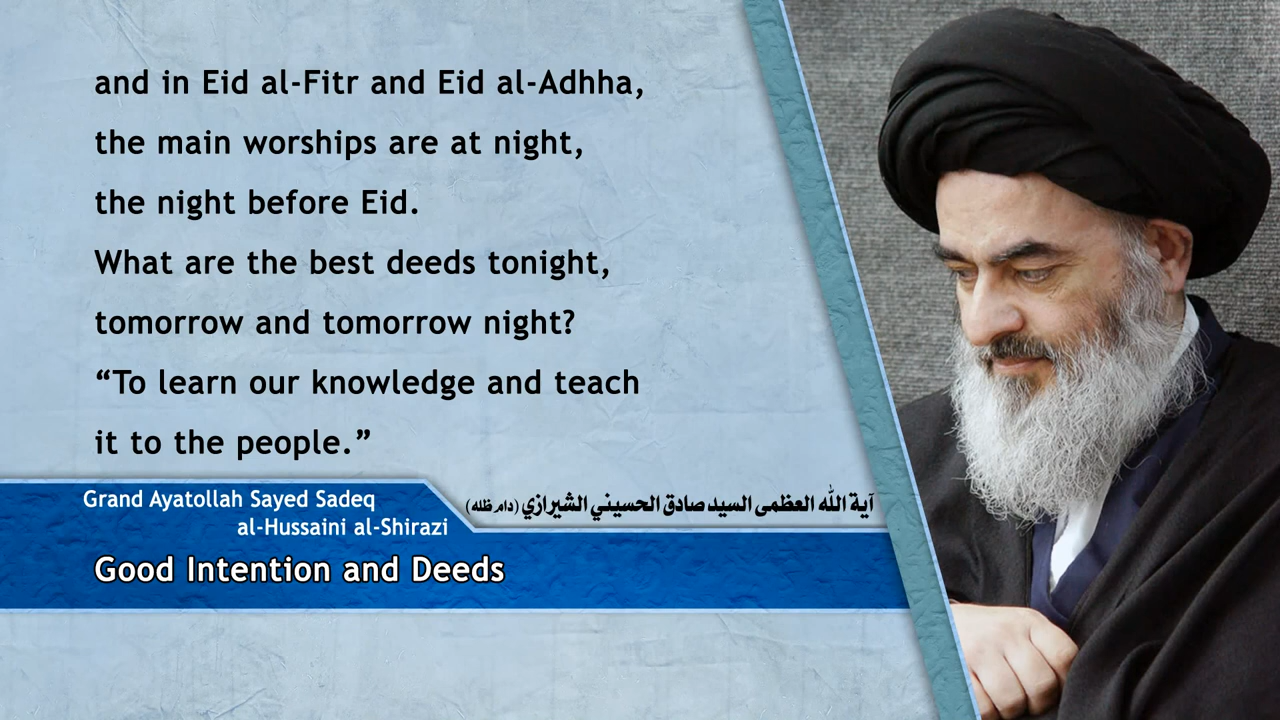 and in Eid al-Fitr and Eid al-Adhha,
the main worships are at night,
the night before Eid.
What are the best deeds tonight,
tomorrow and tomorrow night?
“To learn our knowledge and teach
it to the people.”
Grand Ayatollah Sayed Sadeq
al-Hussaini al-Shirazi
آية الله العظمى السيد صادق الحسيني الشيرازي (دام ظله)
Good Intention and Deeds